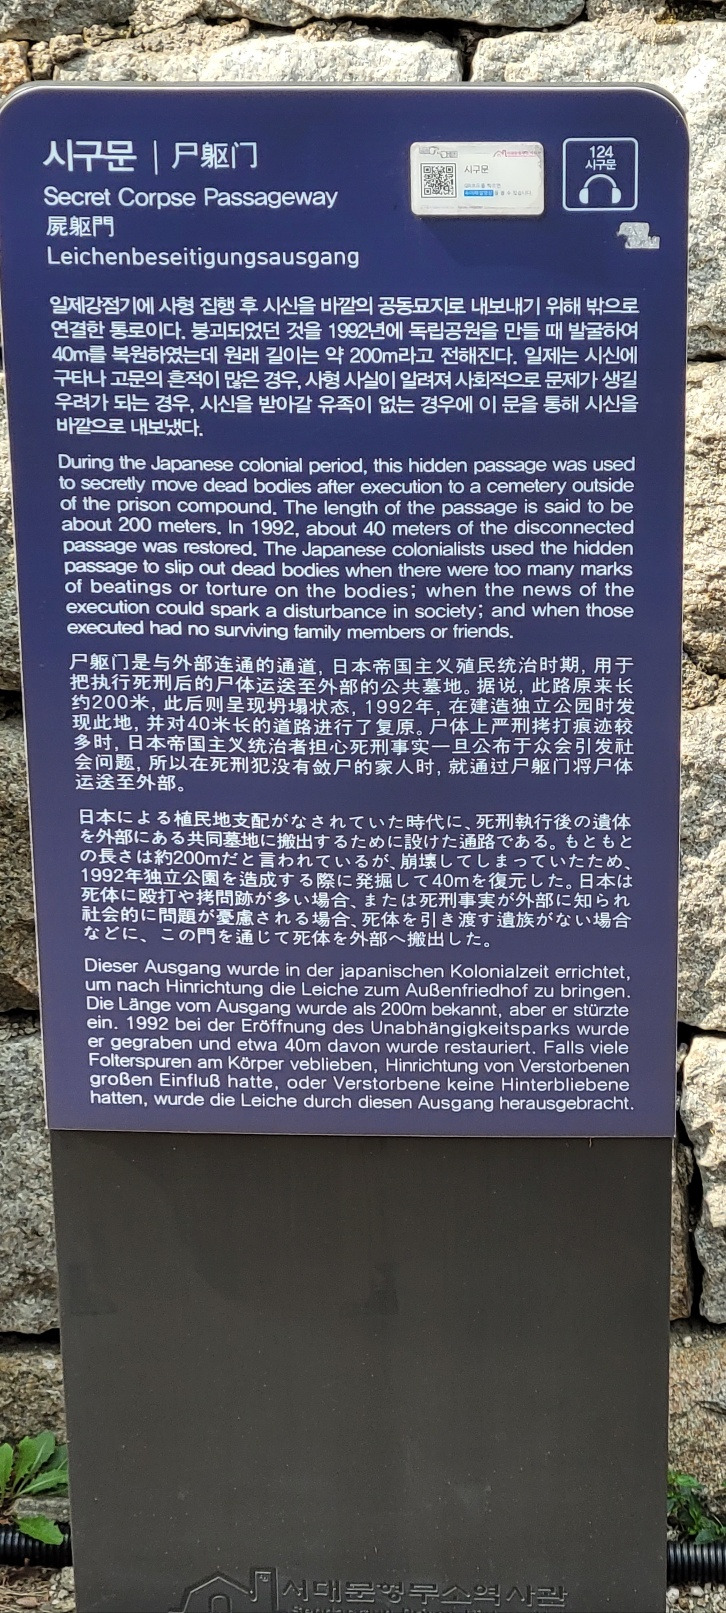 시구문 | 尸躯门
Secret Corpse Passageway
屍躯門
Leichenbeseitigungsausgang
시구문
124
시구문
일제강점기에 사형 집행 후 시신을 바깥의 공동묘지로 내보내기 위해 밖으로
연결한 통로이다. 붕괴되었던 것을 1992년에 독립공원을 만들 때 발굴하여
40m를 복원하였는데 원래 길이는 약 200m라고 전해진다. 일제는 시신에
구타나 고문의 흔적이 많은 경우, 사형 사실이 알려져 사회적으로 문제가 생길
우려가 되는 경우, 시신을 받아갈 유족이 없는 경우에 이 문을 통해 시신을
바깥으로 내보냈다.
During the Japanese colonial period, this hidden passage was used
to secretly move dead bodies after execution to a cemetery outside
of the prison compound. The length of the passage is said to be
about 200 meters. In 1992, about 40 meters of the disconnected
passage was restored. The Japanese colonialists used the hidden
passage to slip out dead bodies when there were too many marks
of beatings or torture on the bodies; when the news of the
execution could spark a disturbance in society; and when those
executed had no surviving family members or friends.
尸躯门是与外部连通的通道, 日本帝国主义殖民统治时期, 用于
把执行死刑后的尸体运送至外部的公共墓地。据说, 此路原来长
约200米, 此后则呈现坍塌状态, 1992年, 在建造独立公园时发
现此地, 并对40米长的道路进行了复原。尸体上严刑拷打痕迹较
多时, 日本帝国主义统治者担心死刑事实一旦公布于众会引发社
会问题, 所以在死刑犯没有敛尸的家人时, 就通过尸躯门将尸体
运送至外部。
日本による植民地支配がなされていた時代に、死刑執行後の遺体
を外部にある共同墓地に搬出するために設けた通路である。もともと
の長さは約200mだと言われているが、崩壊してしまっていたため、
1992年独立公園を造成する際に発掘して40mを復元した。日本は
死体に殴打や拷問跡が多い場合、または死刑事実が外部に知られ
社会的に問題が憂慮される場合、死体を引き渡す遺族がない場合
などに、この門を通じて死体を外部へ搬出した。
Dieser Ausgang wurde in der japanischen Kolonialzeit errichtet,
um nach Hinrichtung die Leiche zum Außenfriedhof zu bringen.
Die Länge vom Ausgang wurde als 200m bekannt, aber er stürzte
ein. 1992 bei der Eröffnung des Unabhängigkeitsparks wurde
er gegraben und etwa 40m davon wurde restauriert. Falls viele
Folterspuren am Körper veblieben, Hinrichtung von Verstorbenen
großen Einfluß hatte, oder Verstorbene keine Hinterbliebene
hatten, wurde die Leiche durch diesen Ausgang herausgebracht.
서대문형무소역사관